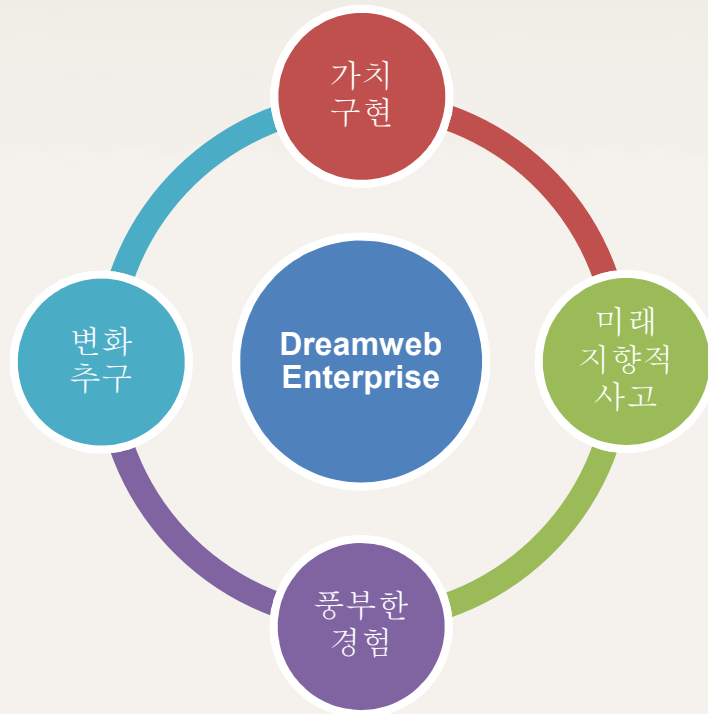 가치
구현
미래
지향적
사고
풍부한
경험
변화
추구
Dreamweb
Enterprise